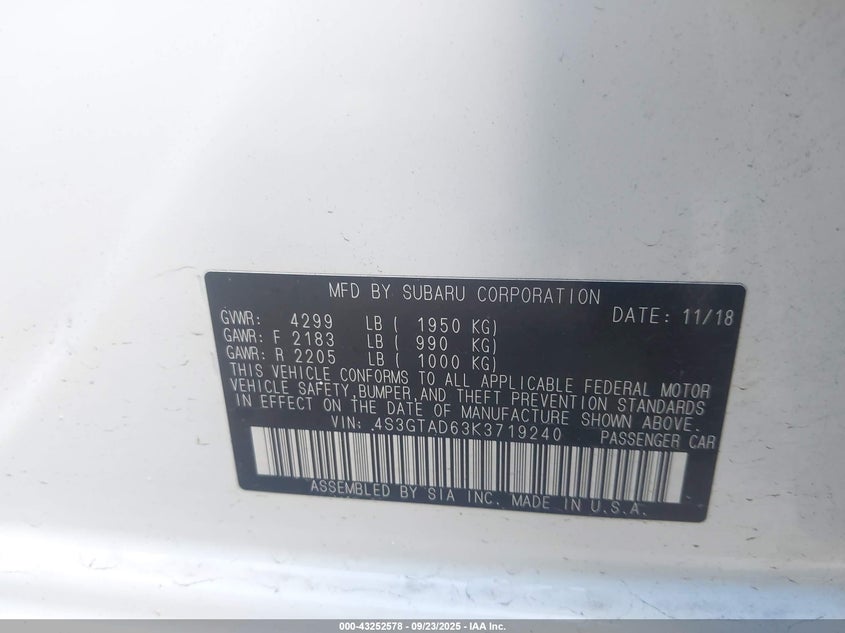 MFD BY SUBARU CORPORATION
DATE: 11/18
GVWR: 4299 LB ( 1950 KG)
GAWR: F 2183 LB ( 990 KG)
GAWR: R 2205 LB ( 1000 KG)
THIS VEHICLE CONFORMS TO ALL APPLICABLE FEDERAL MOTOR
VEHICLE SAFETY,BUMPER,AND THEFT PREVENTION STANDARDS
IN EFFECT ON THE DATE OF MANUFACTURE SHOWN ABOVE.
VIN: 4S3GTAD63K3719240 PASSENGER CAR
ASSEMBLED BY SIA INC. MADE IN U.S.A.
000-43252578 - 09/23/2025 - IAA Inc.